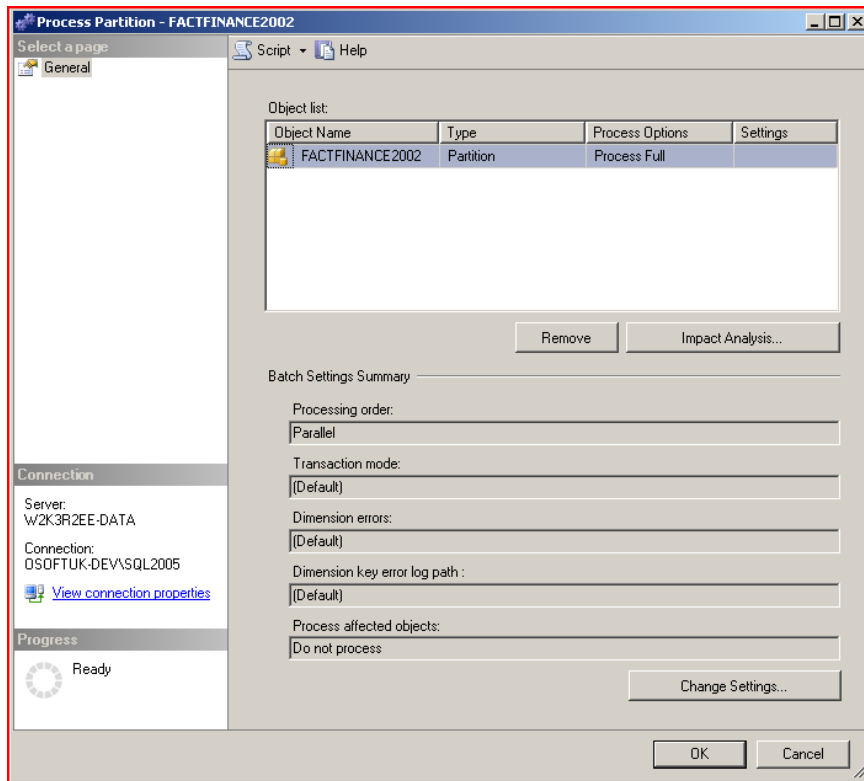 Process Partition - FACTFINANCE2002
Select a page
General
Script Help
Object list:
Object Name Type Process Options Settings
FACTFINANCE2002 Partition Process Full
Remove Impact Analysis...
Batch Settings Summary
Processing order:
Parallel
Transaction mode:
(Default)
Dimension errors:
(Default)
Dimension key error log path :
(Default)
Process affected objects:
Do not process
Change Settings...
Connection
Server:
W2K3R2EE-DATA
Connection:
OSOFTUK-DEV\SQL2005
View connection properties
Progress
Ready
OK Cancel